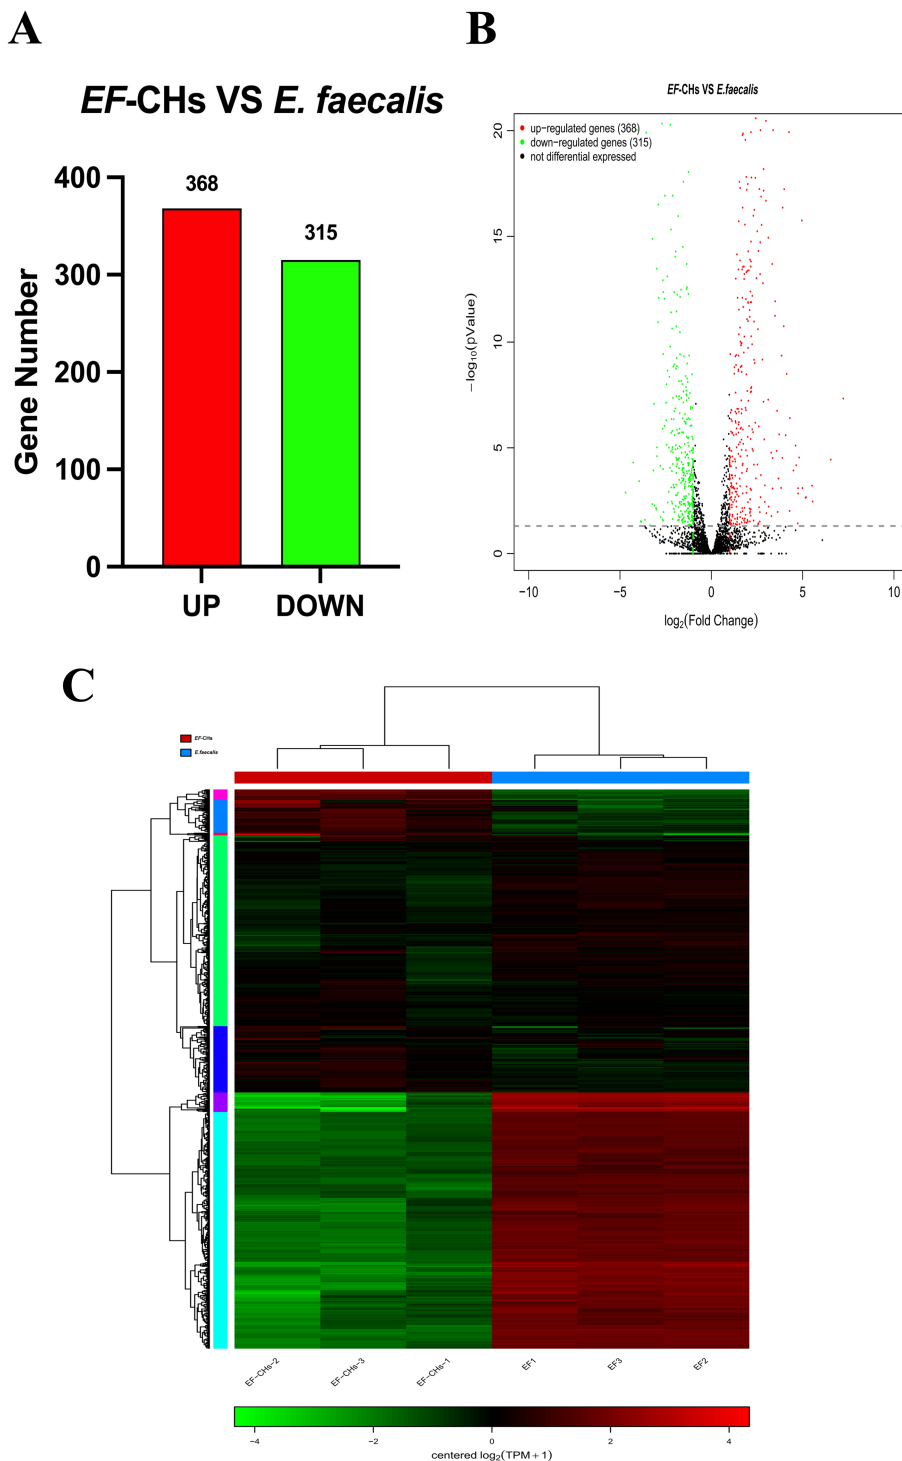 A
EF-CHs VS E. faecalis
400
300
200
100
0
Gene Number
368
315
UP
DOWN
B
EF-CHs VS E.faecalis
up−regulated genes (368)
down−regulated genes (315)
not differential expressed
20
15
10
5
0
−log10(pValue)
−10
−5
0
5
10
log2(Fold Change)
C
EF-CHs
E.faecalis
EF−CHs−2
EF−CHs−3
EF−CHs−1
EF1
EF3
EF2
−4
−2
0
2
4
centered log2(TPM+1)